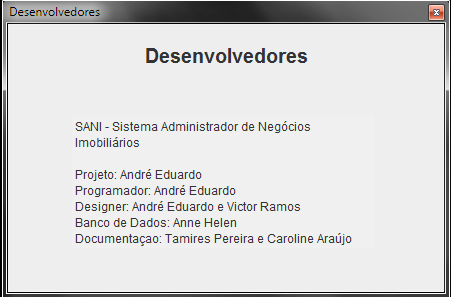 Desenvolvedores
Desenvolvedores
SANI - Sistema Administrador de Negócios
Imobiliários
Projeto: André Eduardo
Programador: André Eduardo
Designer: André Eduardo e Victor Ramos
Banco de Dados: Anne Helen
Documentaçao: Tamires Pereira e Caroline Araújo